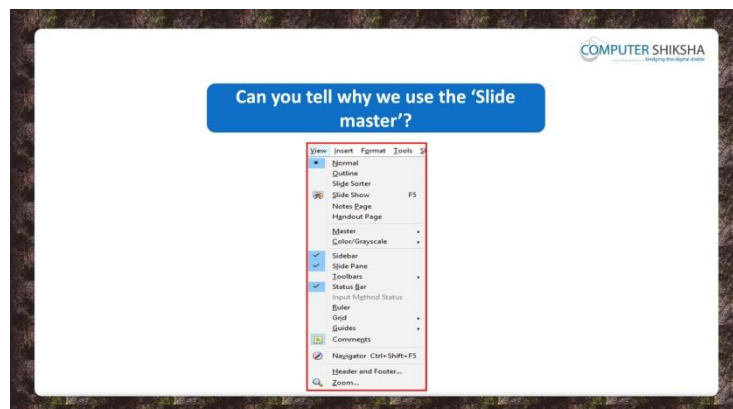 COMPUTER SHIKSHA
bridging the digital divide
Can you tell why we use the ‘Slide
master’?
View Insert Format Tools Sl
Normal
Outline
Slide Sorter
Slide Show F5
Notes Page
Handout Page
Master
Color/Grayscale
Sidebar
Slide Pane
Toolbars
Status Bar
Input Method Status
Ruler
Grid
Guides
Comments
Navigator Ctrl+Shift+F5
Header and Footer...
Zoom...